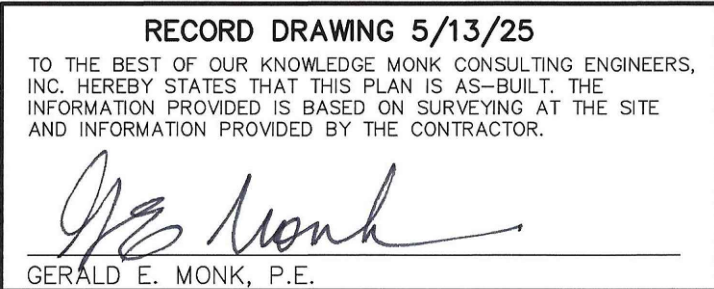 RECORD DRAWING 5/13/25
TO THE BEST OF OUR KNOWLEDGE MONK CONSULTING ENGINEERS,
INC. HEREBY STATES THAT THIS PLAN IS AS-BUILT. THE
INFORMATION PROVIDED IS BASED ON SURVEYING AT THE SITE
AND INFORMATION PROVIDED BY THE CONTRACTOR.
GE Monk
GERALD E. MONK, P.E.